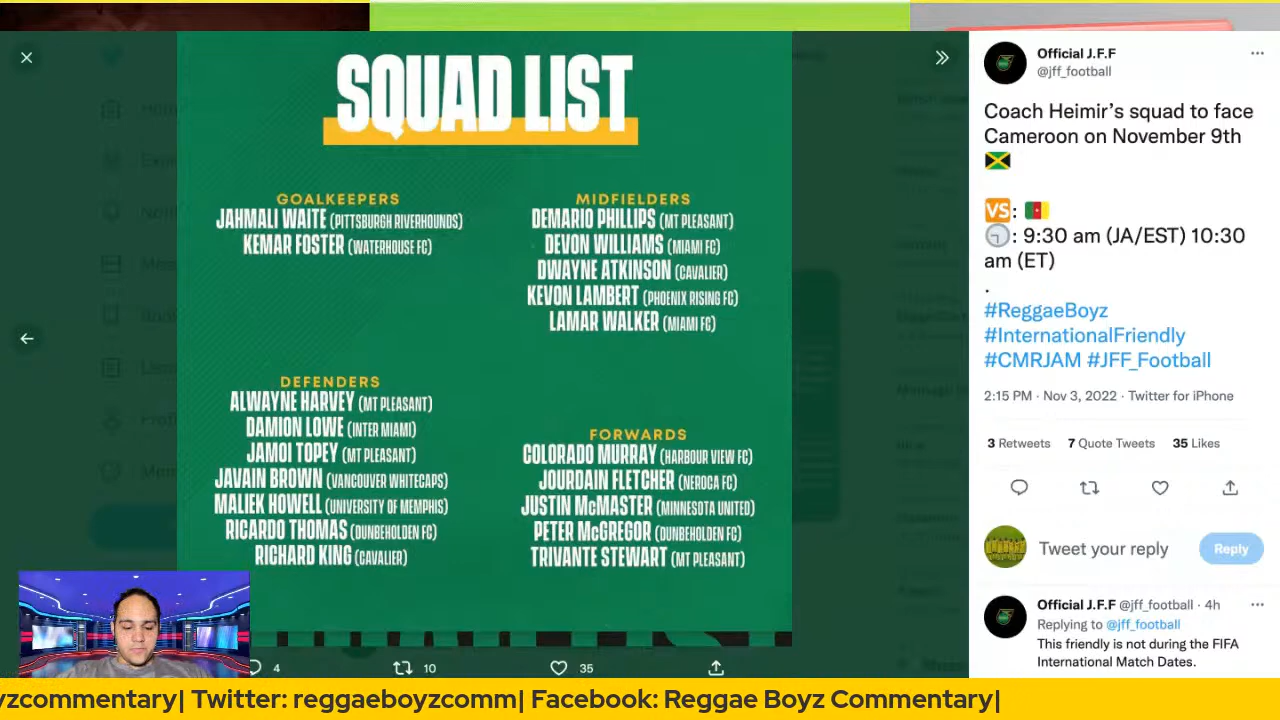 SQUAD LIST
GOALKEEPERS
JAHMALI WAITE (PITTSBURGH RIVERHOUNDS)
KEMAR FOSTER (WATERHOUSE FC)
MIDFIELDERS
DEMARIO PHILLIPS (MT PLEASANT)
DEVON WILLIAMS (MIAMI FC)
DWAYNE ATKINSON (CAVALIER)
KEVON LAMBERT (PHOENIX RISING FC)
LAMAR WALKER (MIAMI FC)
DEFENDERS
ALWAYNE HARVEY (MT PLEASANT)
DAMION LOWE (INTER MIAMI)
JAMOI TOPEY (MT PLEASANT)
JAVAIN BROWN (VANCOUVER WHITECAPS)
MALIEK HOWELL (UNIVERSITY OF MEMPHIS)
RICARDO THOMAS (DUNBEHOLDEN FC)
RICHARD KING (CAVALIER)
FORWARDS
COLORADO MURRAY (HARBOUR VIEW FC)
JOURDAIN FLETCHER (NEROCA FC)
JUSTIN McMASTER (MINNESOTA UNITED)
PETER McGREGOR (DUNBEHOLDEN FC)
TRIVANTE STEWART (MT PLEASANT)
4 10 35
Official J.F.F
@jff_football
Coach Heimir's squad to face
Cameroon on November 9th
VS:
: 9:30 am (JA/EST) 10:30
am (ET)
.
#ReggaeBoyz
#InternationalFriendly
#CMRJAM #JFF_Football
2:15 PM · Nov 3, 2022 · Twitter for iPhone
3 Retweets 7 Quote Tweets 35 Likes
Tweet your reply Reply
Official J.F.F @jff_football · 4h
Replying to @jff_football
This friendly is not during the FIFA
International Match Dates.
yzcommentary| Twitter: reggaeboyzcomm| Facebook: Reggae Boyz Commentary|